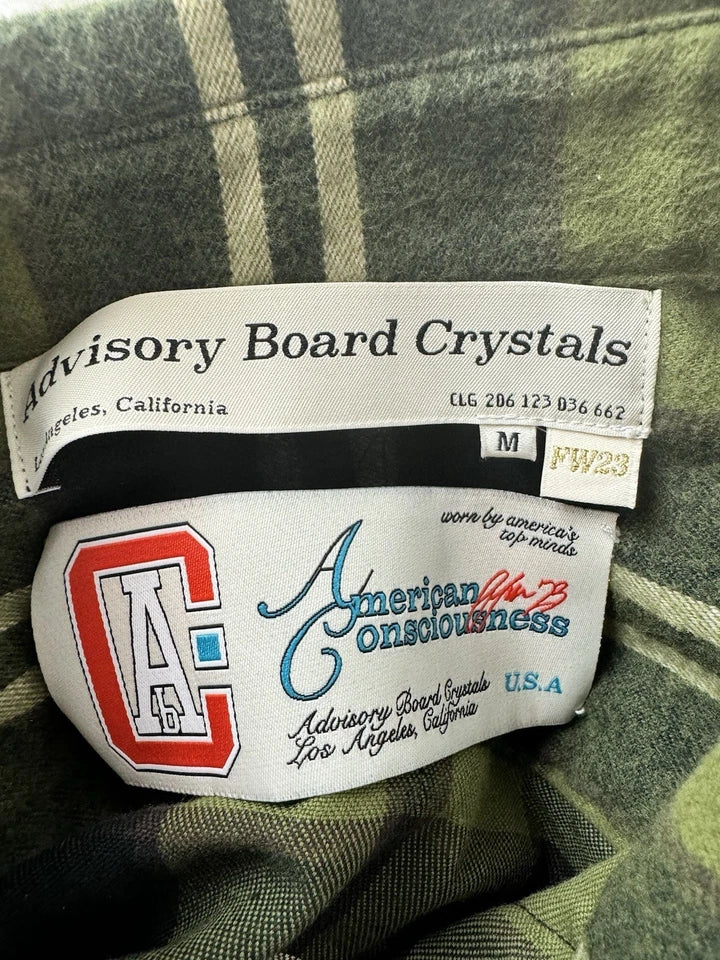 Advisory Board Crystals
Los Angeles, California
CLG 206 123 036 662
M
FW23
worn by america's
top minds
American
Consciousness
U.S.A
Advisory Board Crystals
Los Angeles, California
CA